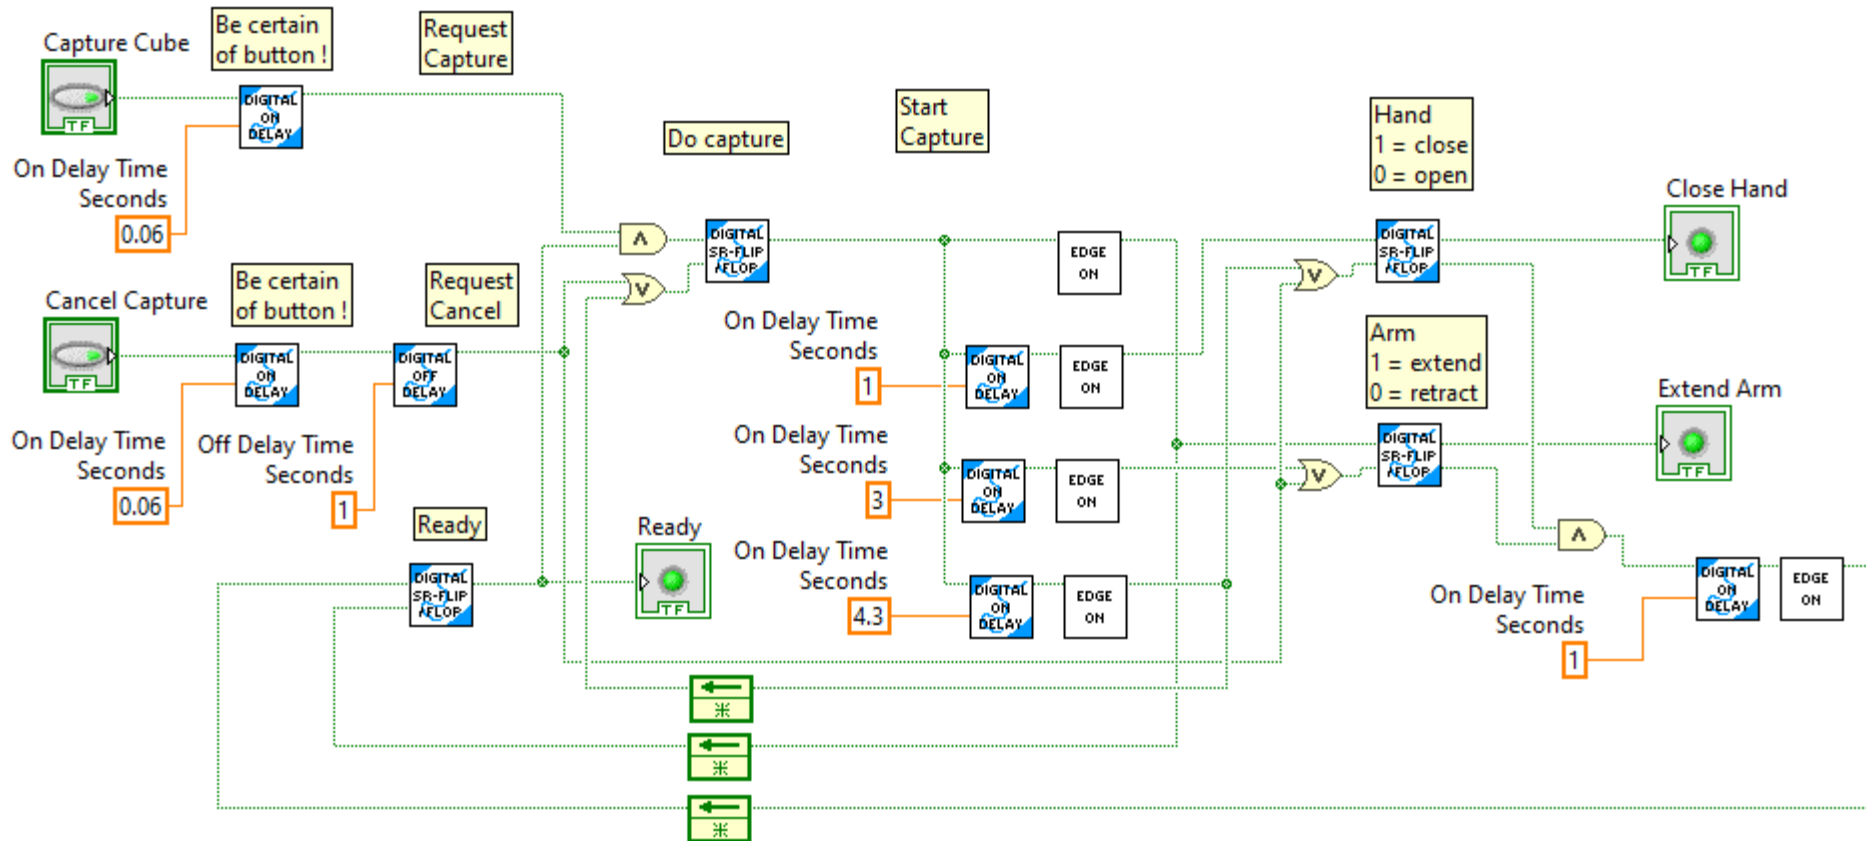 Capture Cube
TF
Be certain
of button !
Request
Capture
DIGITAL
ON
DELAY
On Delay Time
Seconds
0.06
Do capture
Start
Capture
Hand
1 = close
0 = open
Close Hand
TF
DIGITAL
SR-FLIP
FLOP
EDGE
ON
DIGITAL
SR-FLIP
FLOP
Cancel Capture
TF
Be certain
of button !
Request
Cancel
DIGITAL
ON
DELAY
DIGITAL
OFF
DELAY
On Delay Time
Seconds
0.06
Off Delay Time
Seconds
1
On Delay Time
Seconds
1
DIGITAL
ON
DELAY
EDGE
ON
Arm
1 = extend
0 = retract
Extend Arm
TF
DIGITAL
SR-FLIP
FLOP
On Delay Time
Seconds
3
DIGITAL
ON
DELAY
EDGE
ON
Ready
DIGITAL
SR-FLIP
FLOP
Ready
TF
On Delay Time
Seconds
4.3
DIGITAL
ON
DELAY
EDGE
ON
On Delay Time
Seconds
1
DIGITAL
ON
DELAY
EDGE
ON